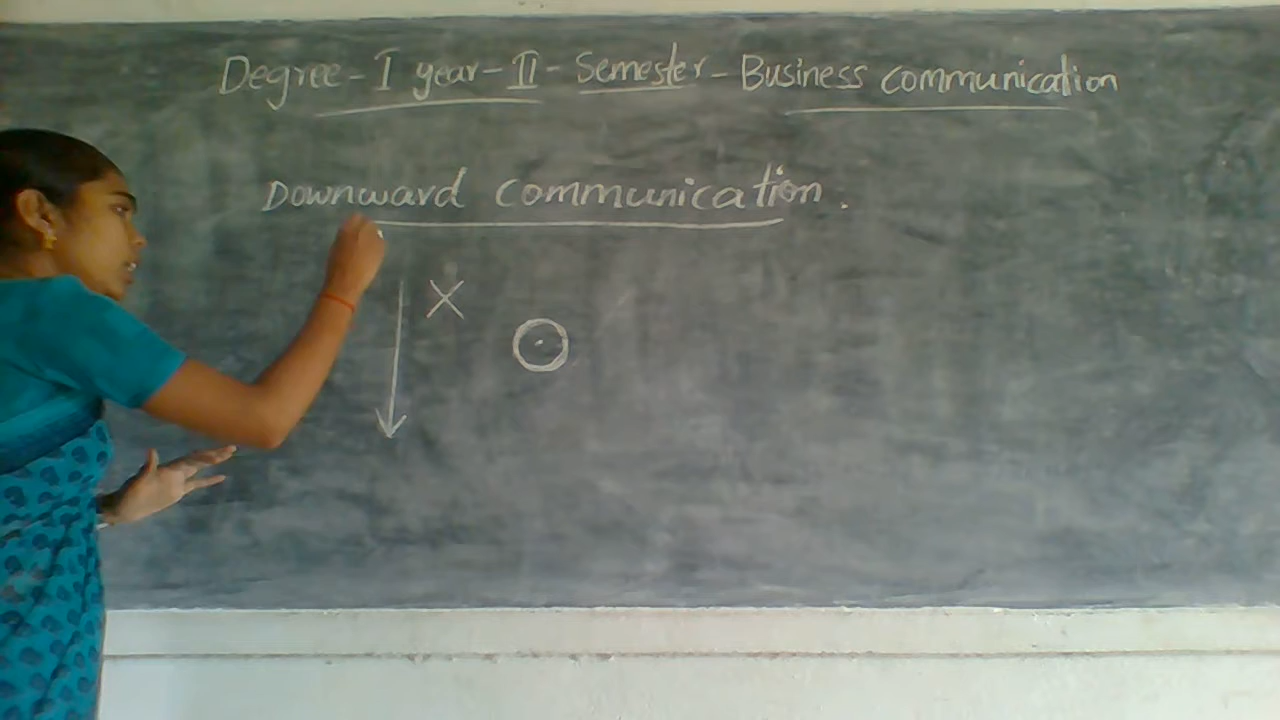 Degree - I year - II - Semester - Business communication
Downward communication.
X